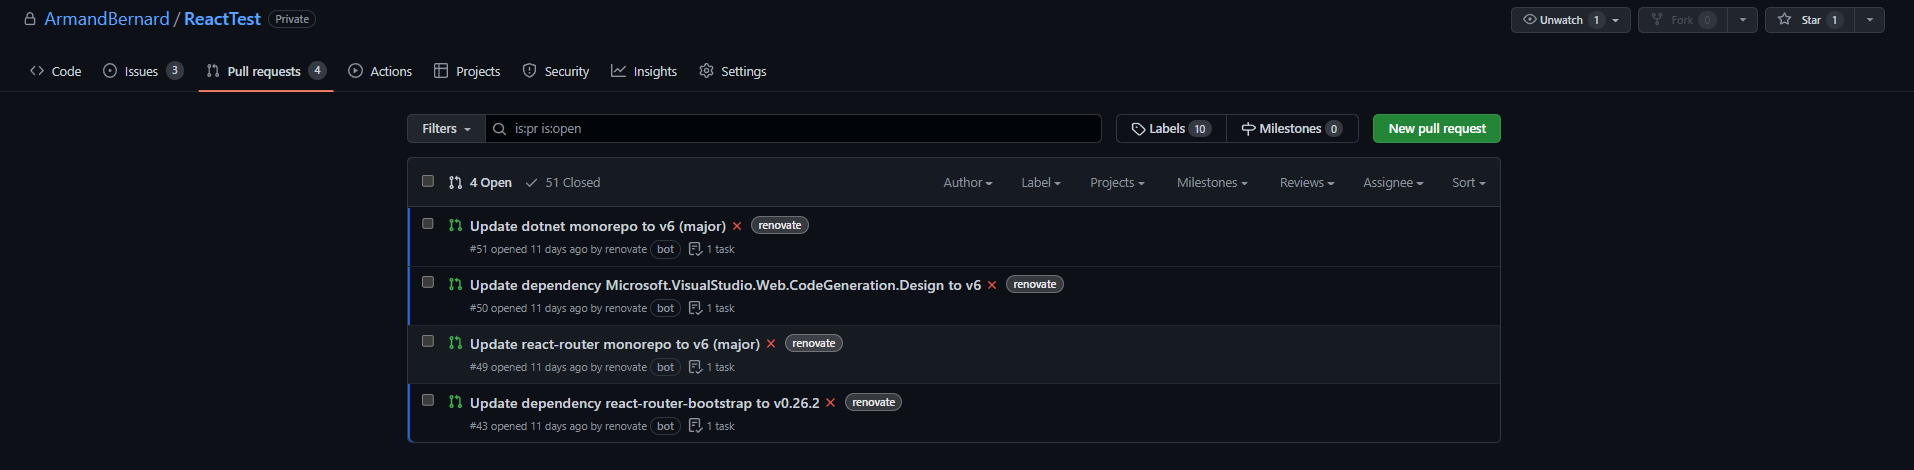 ArmandBernard / ReactTest Private
Unwatch 1 Fork 0 Star 1
Code Issues 3 Pull requests 4 Actions Projects Security Insights Settings
Filters is:pr is:open Labels 10 Milestones 0 New pull request
4 Open 51 Closed Author Label Projects Milestones Reviews Assignee Sort
Update dotnet monorepo to v6 (major) renovate
#51 opened 11 days ago by renovate bot 1 task
Update dependency Microsoft.VisualStudio.Web.CodeGeneration.Design to v6 renovate
#50 opened 11 days ago by renovate bot 1 task
Update react-router monorepo to v6 (major) renovate
#49 opened 11 days ago by renovate bot 1 task
Update dependency react-router-bootstrap to v0.26.2 renovate
#43 opened 11 days ago by renovate bot 1 task